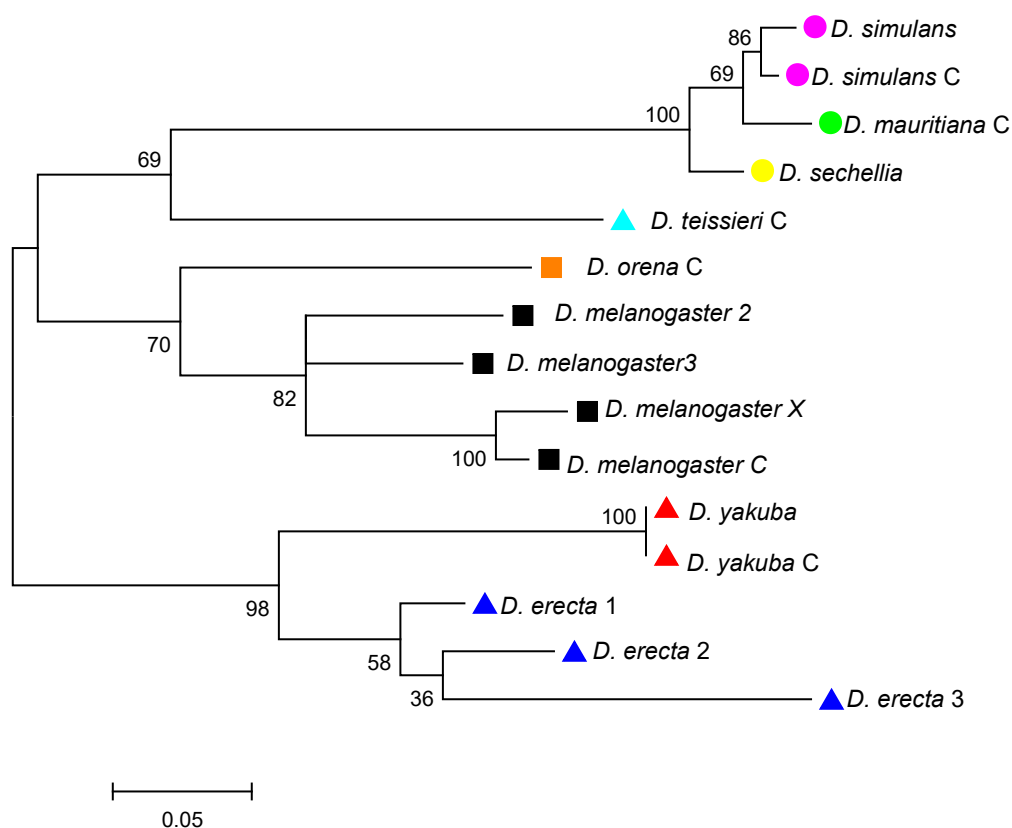 86
D. simulans
69
D. simulans C
100
D. mauritiana C
69
D. sechellia
D. teissieri C
D. orena C
70
D. melanogaster 2
D. melanogaster3
82
D. melanogaster X
100
D. melanogaster C
100
D. yakuba
D. yakuba C
98
D. erecta 1
58
D. erecta 2
36
D. erecta 3
0.05